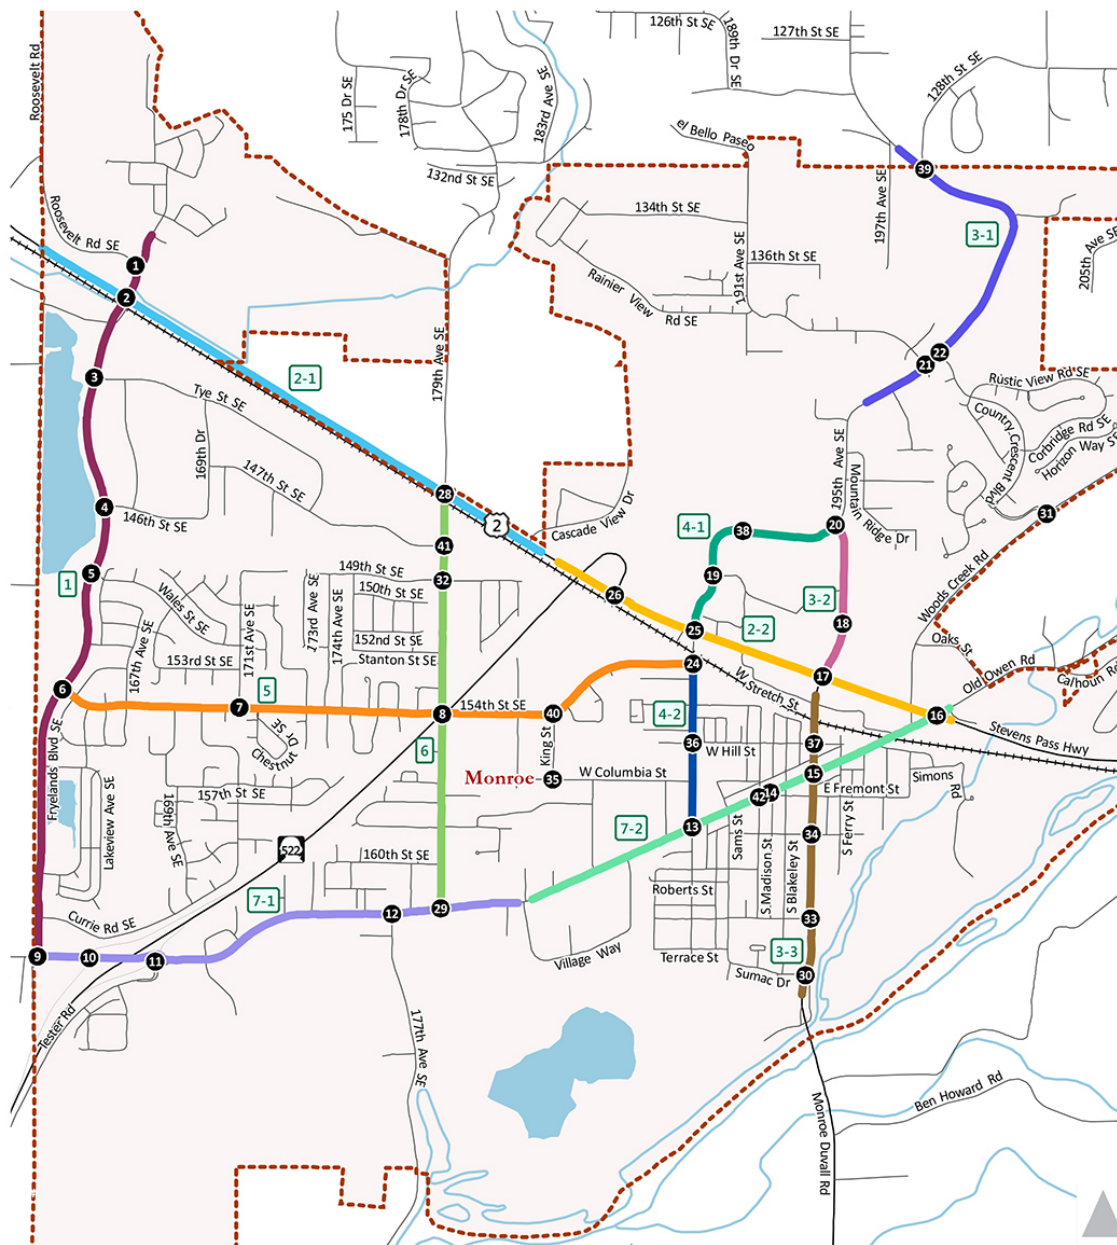 126th St SE
189th Dr SE
127th St SE
128th St SE
Roosevelt Rd
175 Dr SE
178th Dr SE
183rd Ave SE
el Bello Paseo
39
132nd St SE
197th Ave SE
134th St SE
3-1
Roosevelt Rd SE
136th St SE
191st Ave SE
205th Ave SE
1
2
Rainier View
Rd SE
179th Ave SE
22
21
3
2-1
Rustic View Rd SE
Tye St SE
Country Crescent Blvd
Corbridge Rd SE
Horizon Way S
169th Dr
147th St SE
195th Ave SE
Mountain Ridge Dr
28
4
146th St SE
2
Cascade View Dr
4-1
38
20
31
41
149th St SE
150th St SE
32
5
1
19
Woods Creek Rd
26
3-2
Wales St SE
173rd Ave SE
174th Ave SE
171st Ave SE
152nd St SE
Stanton St SE
25
2-2
18
Oaks St
167th Ave SE
153rd St SE
24
W Stretch St
17
Old Owen Rd
Calhoun Rd
6
5
7
8
154th St SE
40
4-2
16
Stevens Pass Hwy
Chestnut Dr SE
6
King St
36
W Hill St
37
Monroe
35
W Columbia St
15
Simons Rd
Fryelands Blvd SE
Lakeview Ave SE
157th St SE
169th Ave SE
42
14
E Fremont St
7-2
13
Sams St
S Madison St
S Blakeley St
34
S Ferry St
522
160th St SE
Roberts St
7-1
12
29
33
Currie Rd SE
9
10
11
Village Way
Terrace St
3-3
Sumac Dr
30
Tester Rd
177th Ave SE
Monroe Duvall Rd
Ben Howard Rd